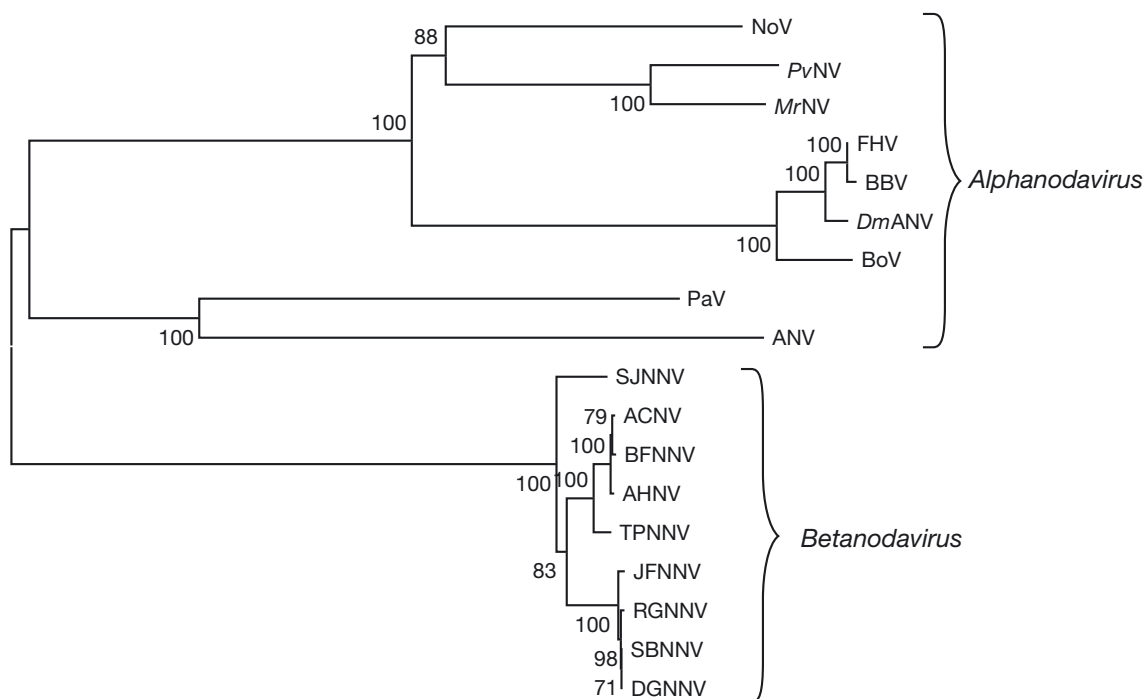 NoV
88
PvNV
100
MrNV
100
FHV
100
BBV
100
DmANV
100
BoV
Alphanodavirus
PaV
100
ANV
SJNNV
ACNV
79
BFNNV
100
AHNV
100
100
TPNNV
Betanodavirus
83
JFNNV
RGNNV
100
SBNNV
98
DGNNV
71